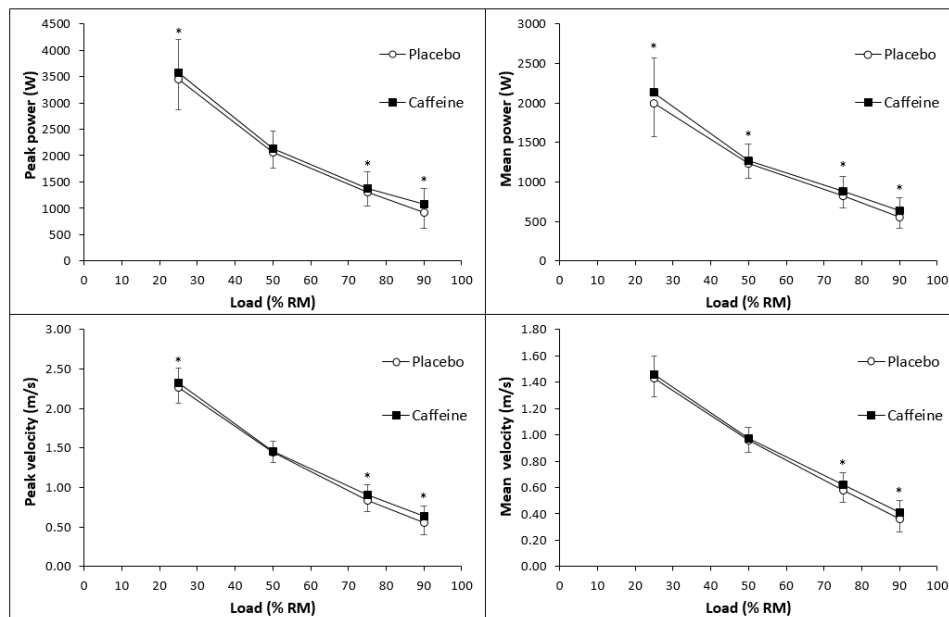 Peak power (W)
4500
4000
3500
3000
2500
2000
1500
1000
500
0
*
*
*
Placebo
Caffeine
0 10 20 30 40 50 60 70 80 90 100
Load (% RM)
Mean power (W)
3000
2500
2000
1500
1000
500
0
*
*
*
*
Placebo
Caffeine
0 10 20 30 40 50 60 70 80 90 100
Load (% RM)
Peak velocity (m/s)
3.00
2.50
2.00
1.50
1.00
0.50
0.00
*
*
*
Placebo
Caffeine
0 10 20 30 40 50 60 70 80 90 100
Load (% RM)
Mean velocity (m/s)
1.80
1.60
1.40
1.20
1.00
0.80
0.60
0.40
0.20
0.00
*
*
Placebo
Caffeine
0 10 20 30 40 50 60 70 80 90 100
Load (% RM)